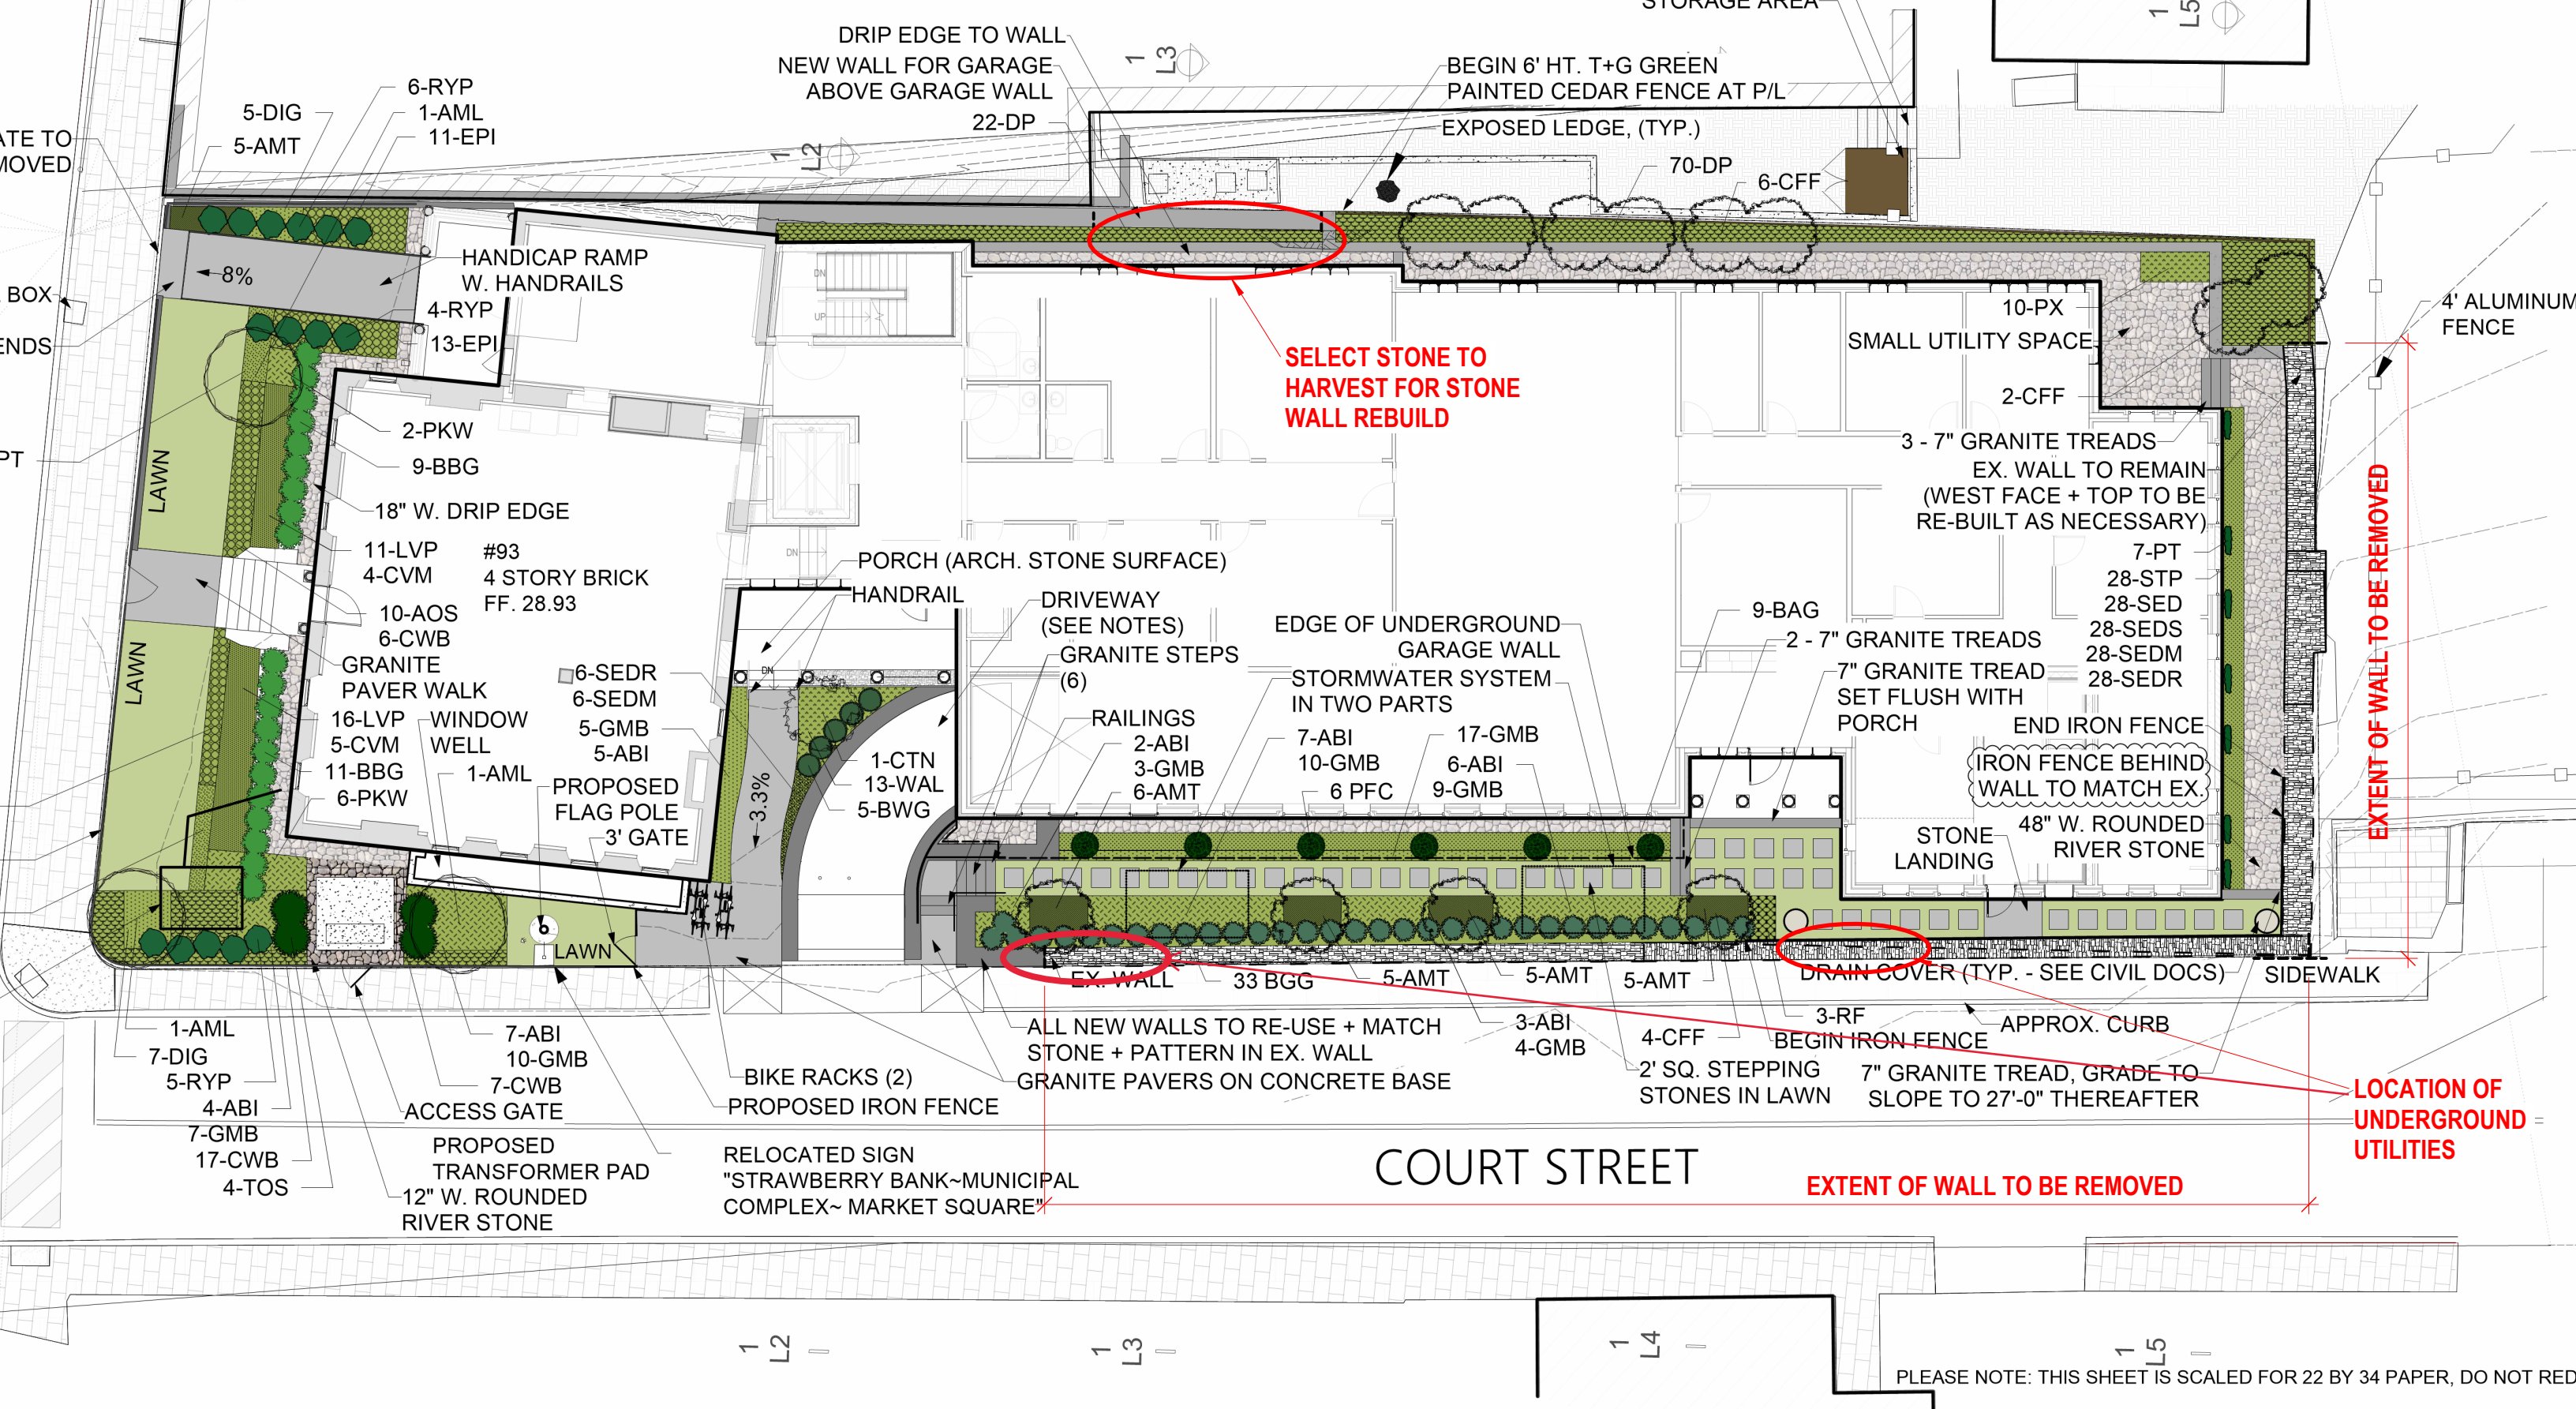 STORAGE AREA
1
L5
DRIP EDGE TO WALL
NEW WALL FOR GARAGE
ABOVE GARAGE WALL
22-DP
1
L3
1
L2
BEGIN 6' HT. T+G GREEN
PAINTED CEDAR FENCE AT P/L
EXPOSED LEDGE, (TYP.)
70-DP
6-CFF
6-RYP
1-AML
11-EPI
5-DIG
5-AMT
ATE TO
MOVED
BOX
ENDS
PT
8%
HANDICAP RAMP
W. HANDRAILS
4-RYP
13-EPI
LAWN
2-PKW
9-BBG
18" W. DRIP EDGE
11-LVP
4-CVM
#93
4 STORY BRICK
FF. 28.93
10-AOS
6-CWB
GRANITE
PAVER WALK
LAWN
16-LVP
5-CVM
11-BBG
6-PKW
WINDOW
WELL
1-AML
6-SEDR
6-SEDM
5-GMB
5-ABI
PROPOSED
FLAG POLE
3' GATE
DN
UP
DN
DN
SELECT STONE TO
HARVEST FOR STONE
WALL REBUILD
PORCH (ARCH. STONE SURFACE)
HANDRAIL
DRIVEWAY
(SEE NOTES)
GRANITE STEPS
(6)
RAILINGS
2-ABI
3-GMB
6-AMT
3.3%
1-CTN
13-WAL
5-BWG
EDGE OF UNDERGROUND
GARAGE WALL
STORMWATER SYSTEM
IN TWO PARTS
7-ABI
10-GMB
6 PFC
17-GMB
6-ABI
9-GMB
9-BAG
2 - 7" GRANITE TREADS
7" GRANITE TREAD
SET FLUSH WITH
PORCH
10-PX
SMALL UTILITY SPACE
2-CFF
3 - 7" GRANITE TREADS
EX. WALL TO REMAIN
(WEST FACE + TOP TO BE
RE-BUILT AS NECESSARY)
7-PT
28-STP
28-SED
28-SEDS
28-SEDM
28-SEDR
END IRON FENCE
IRON FENCE BEHIND
WALL TO MATCH EX.
48" W. ROUNDED
RIVER STONE
STONE
LANDING
4' ALUMINUM
FENCE
EXTENT OF WALL TO BE REMOVED
LAWN
EX. WALL
33 BGG
5-AMT
5-AMT
5-AMT
DRAIN COVER (TYP. - SEE CIVIL DOCS)
SIDEWALK
1-AML
7-DIG
5-RYP
4-ABI
7-GMB
17-CWB
4-TOS
7-ABI
10-GMB
7-CWB
ACCESS GATE
PROPOSED
TRANSFORMER PAD
12" W. ROUNDED
RIVER STONE
BIKE RACKS (2)
PROPOSED IRON FENCE
RELOCATED SIGN
"STRAWBERRY BANK~MUNICIPAL
COMPLEX~ MARKET SQUARE"
ALL NEW WALLS TO RE-USE + MATCH
STONE + PATTERN IN EX. WALL
GRANITE PAVERS ON CONCRETE BASE
3-ABI
4-GMB
4-CFF
2' SQ. STEPPING
STONES IN LAWN
3-RF
BEGIN IRON FENCE
APPROX. CURB
7" GRANITE TREAD, GRADE TO
SLOPE TO 27'-0" THEREAFTER
LOCATION OF
UNDERGROUND
UTILITIES
COURT STREET
EXTENT OF WALL TO BE REMOVED
1
L2
1
L3
1
L4
1
L5
PLEASE NOTE: THIS SHEET IS SCALED FOR 22 BY 34 PAPER, DO NOT RED